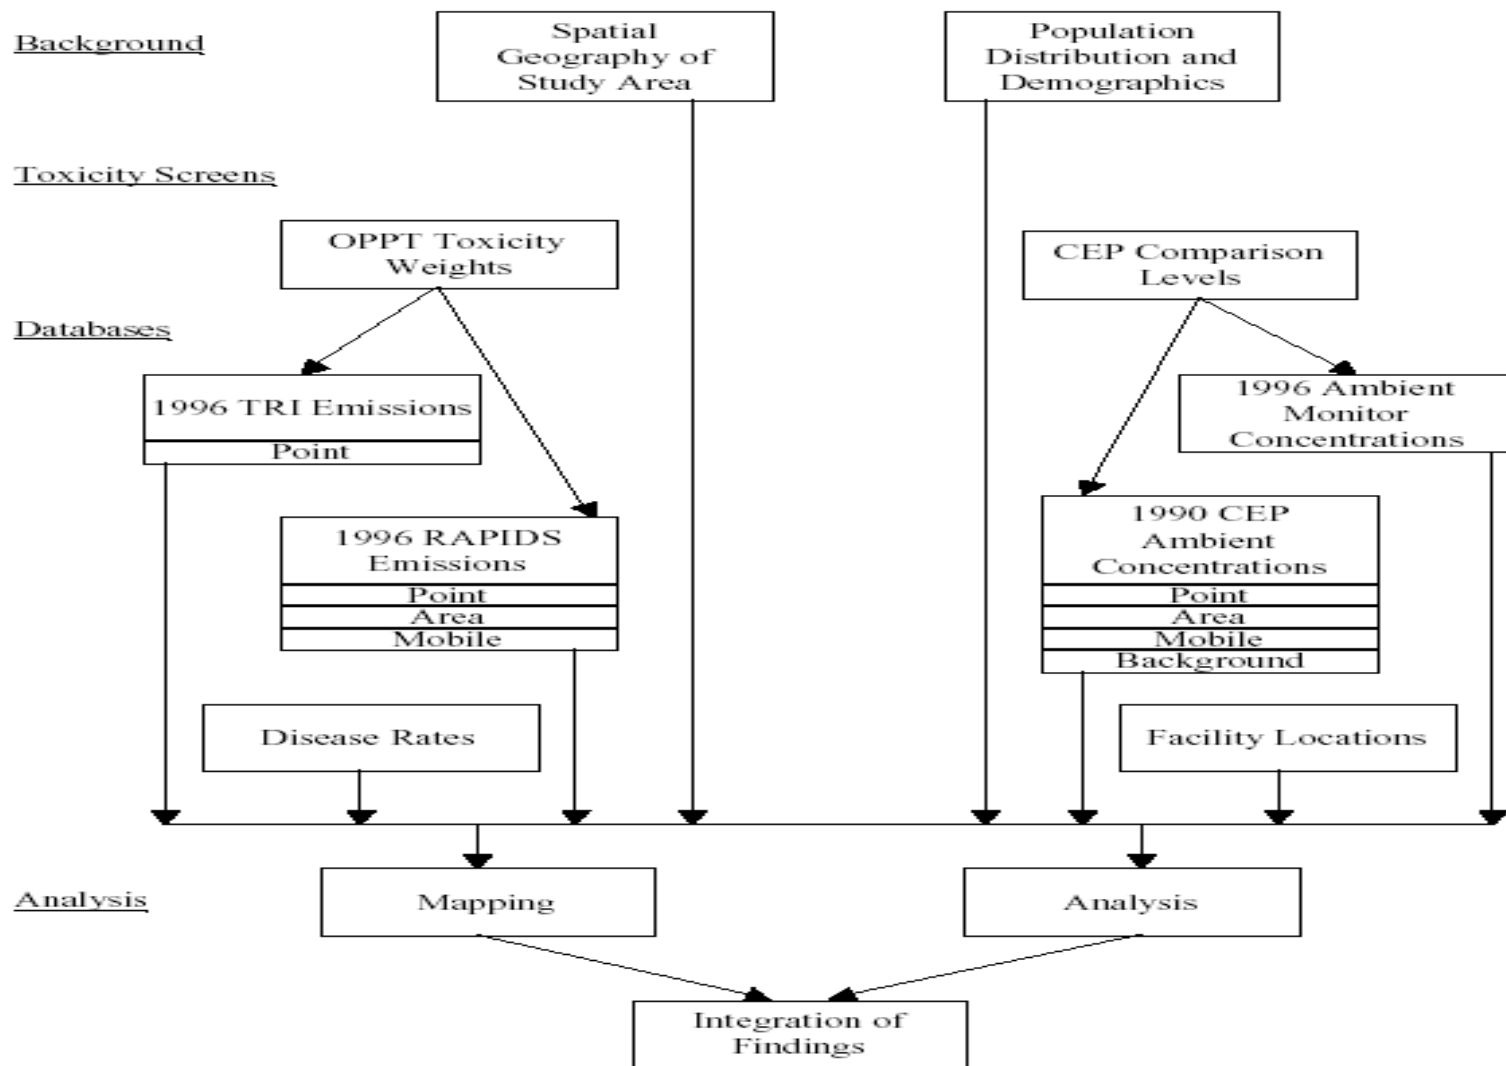 Background
Spatial
Geography of
Study Area
Population
Distribution and
Demographics
Toxicity Screens
OPPT Toxicity
Weights
CEP Comparison
Levels
Databases
1996 TRI Emissions
Point
1996 Ambient
Monitor
Concentrations
1996 RAPIDS
Emissions
Point
Area
Mobile
1990 CEP
Ambient
Concentrations
Point
Area
Mobile
Background
Disease Rates
Facility Locations
Analysis
Mapping
Analysis
Integration of
Findings